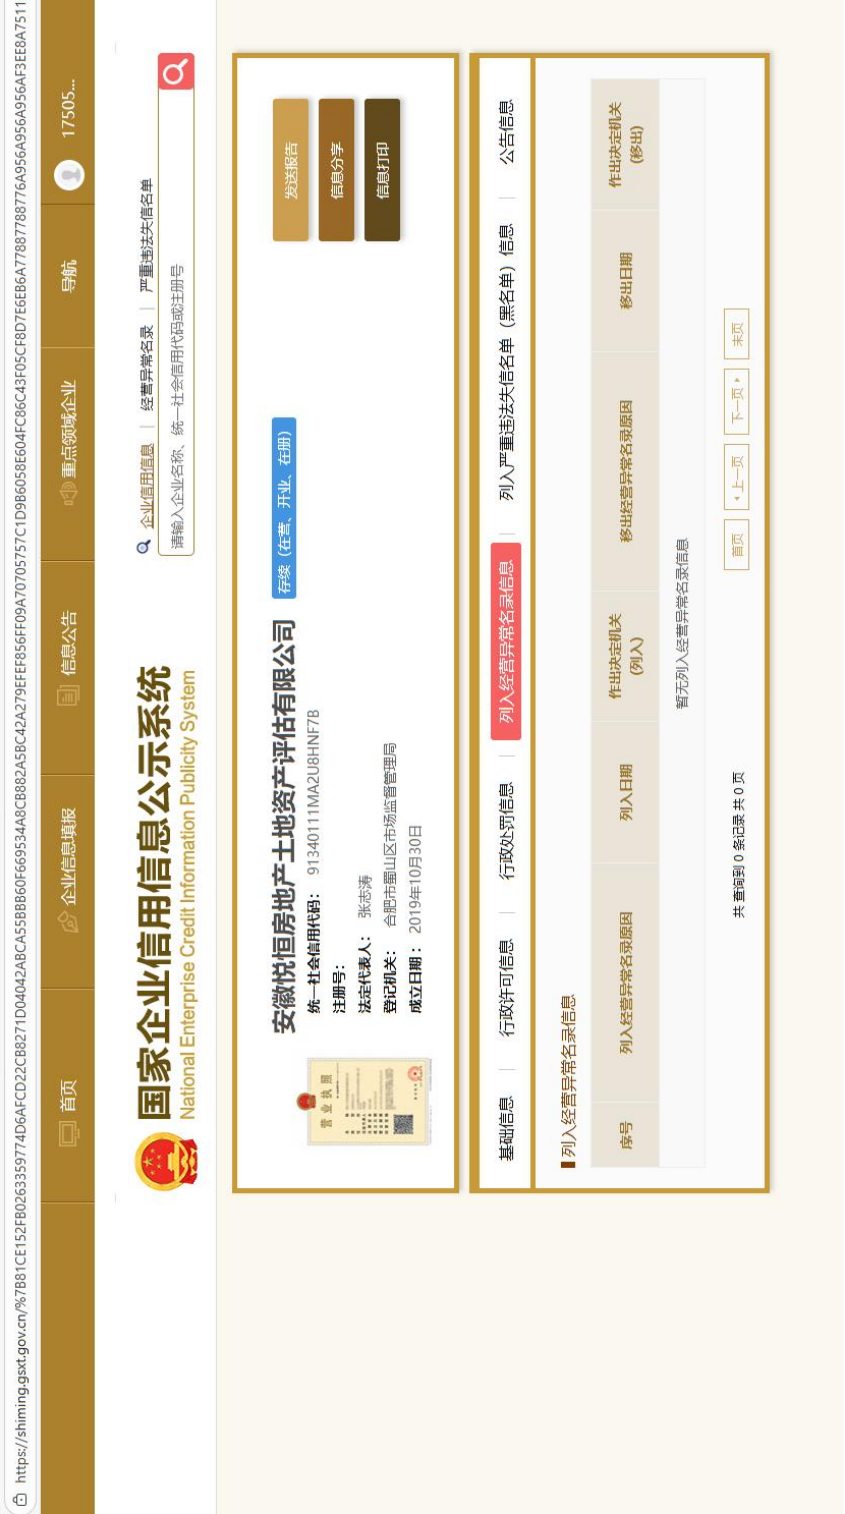 https://shiming.gsxt.gov.cn/%7B81CE152FB0263359774D6AFCD22CB8271D04042ABCA55BBB60F669534A8CB882A5BC42A279EFEF856FF09A70705757C1D9B6058E604FC86C43F05CF8D7E6EB6A77887788776A956A956A956AF3EE8A7511
首页
企业信息填报
信息公告
重点领域企业
导航
17505...
国家企业信用信息公示系统
National Enterprise Credit Information Publicity System
企业信用信息 | 经营异常名录 | 严重违法失信名单
请输入企业名称、统一社会信用代码或注册号
营业执照
安徽悦恒房地产土地资产评估有限公司
存续（在营、开业、在册）
统一社会信用代码： 91340111MA2U8HNF7B
注册号：
法定代表人： 张志涛
登记机关： 合肥市蜀山区市场监督管理局
成立日期： 2019年10月30日
发送报告
信息分享
信息打印
基础信息 | 行政许可信息 | 行政处罚信息 | 列入经营异常名录信息 | 列入严重违法失信名单（黑名单）信息 | 公告信息
列入经营异常名录信息
序号 列入经营异常名录原因 列入日期 作出决定机关(列入) 移出经营异常名录原因 移出日期 作出决定机关(移出)
暂无列入经营异常名录信息
共 查询到 0 条记录 共 0 页
首页 上一页 下一页 末页